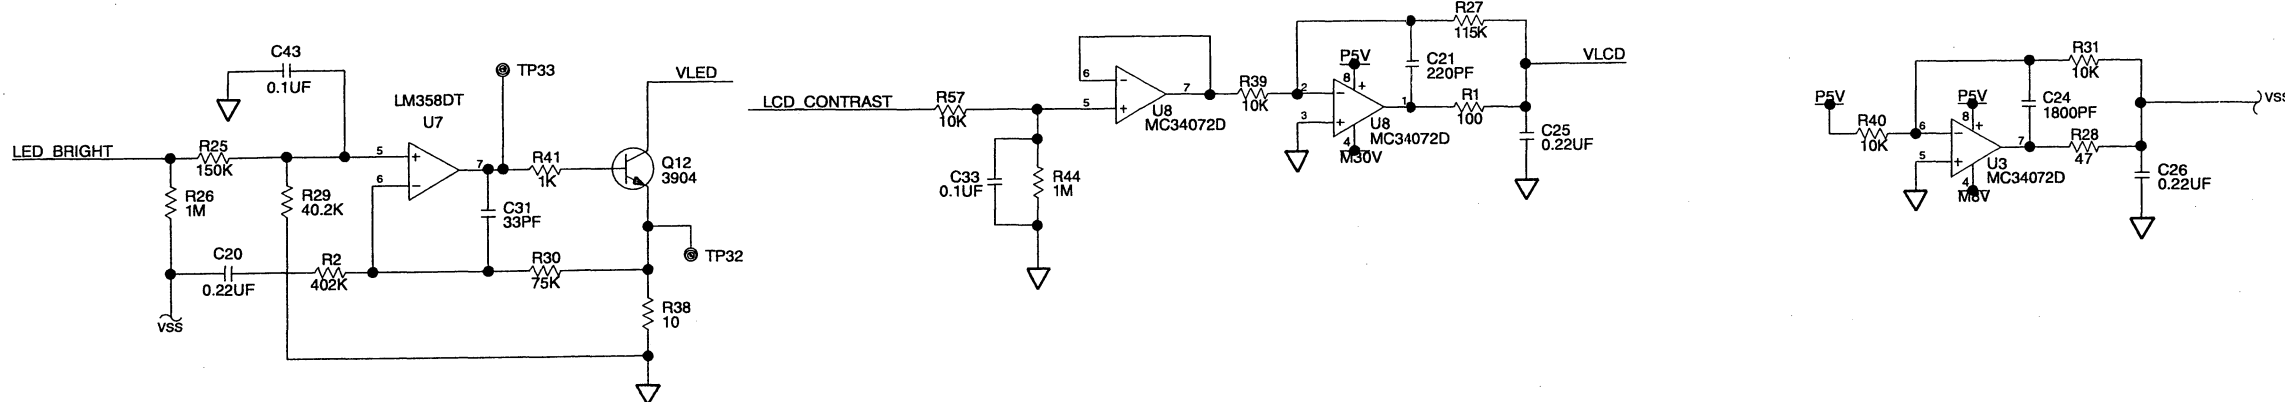 C43
0.1UF
LM358DT
U7
TP33
VLED
LED_BRIGHT
R25
150K
5
6
7
R41
1K
Q12
3904
R26
1M
R29
40.2K
C31
33PF
TP32
C20
0.22UF
R2
402K
R30
75K
R38
10
VSS
LCD_CONTRAST
R57
10K
6
5
7
U8
MC34072D
R39
10K
C33
0.1UF
R44
1M
R27
115K
P5V
8
C21
220PF
VLCD
2
3
1
4
U8
MC34072D
M30V
R1
100
C25
0.22UF
P5V
R40
10K
R31
10K
P5V
8
C24
1800PF
VSS
6
5
7
4
U3
MC34072D
M8V
R28
47
C26
0.22UF